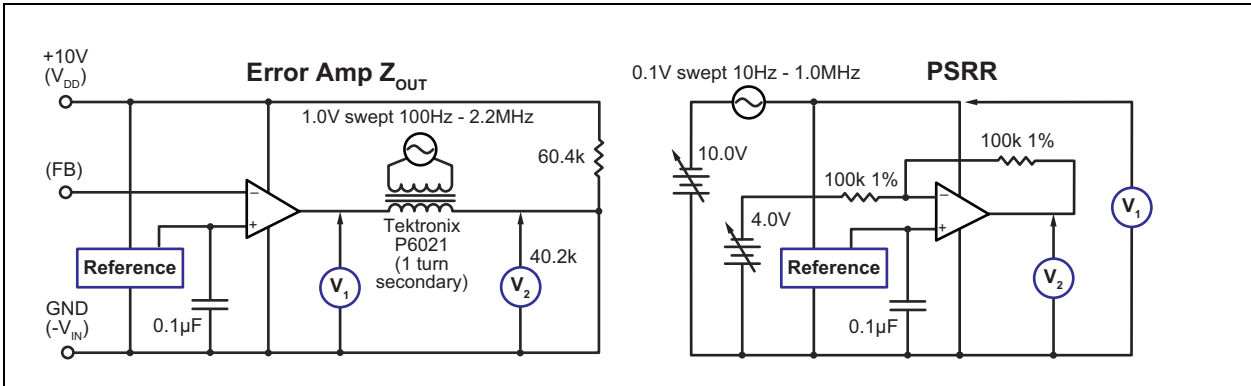 +10V
(V_DD)
Error Amp Z_OUT
1.0V swept 100Hz - 2.2MHz
60.4k
(FB)
−
+
Tektronix
P6021
(1 turn
secondary)
Reference
V_1
V_2
40.2k
GND
(-V_IN)
0.1µF
0.1V swept 10Hz - 1.0MHz
PSRR
100k 1%
10.0V
100k 1%
−
+
4.0V
V_1
Reference
V_2
0.1µF